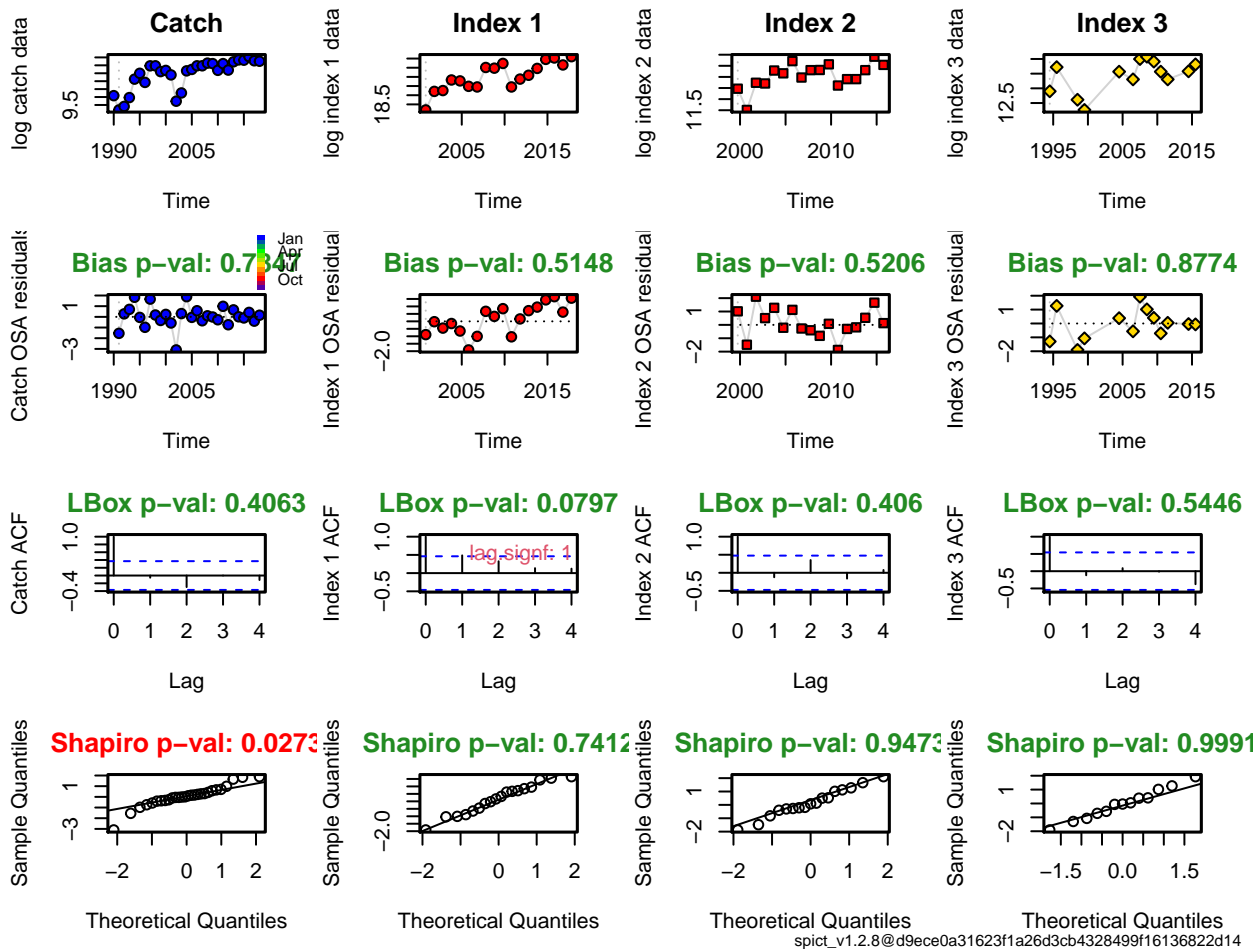 Catch
Index 1
Index 2
Index 3
log catch data
9.5
1990
2005
Time
log index 1 data
18.5
2005
2015
Time
log index 2 data
11.5
2000
2010
Time
log index 3 data
12.5
1995
2005
2015
Time
Bias p−val: 0.7847
Jan
Apr
Jul
Oct
Bias p−val: 0.5148
Bias p−val: 0.5206
Bias p−val: 0.8774
Catch OSA residuals
−3
1
1990
2005
Time
Index 1 OSA residual
−2.0
2005
2015
Time
Index 2 OSA residual
−2
1
2000
2010
Time
Index 3 OSA residual
−2
1
1995
2005
2015
Time
LBox p−val: 0.4063
LBox p−val: 0.0797
LBox p−val: 0.406
LBox p−val: 0.5446
Catch ACF
−0.4
1.0
0 1 2 3 4
Lag
Index 1 ACF
−0.5
1.0
lag signf: 1
0 1 2 3 4
Lag
Index 2 ACF
−0.5
1.0
0 1 2 3 4
Lag
Index 3 ACF
−0.5
1.0
0 1 2 3 4
Lag
Shapiro p−val: 0.0273
Shapiro p−val: 0.7412
Shapiro p−val: 0.9473
Shapiro p−val: 0.9991
Sample Quantiles
−3
1
−2 0 1 2
Theoretical Quantiles
Sample Quantiles
−2.0
−2 0 1 2
Theoretical Quantiles
Sample Quantiles
−2
1
−2 0 1 2
Theoretical Quantiles
Sample Quantiles
−2
1
−1.5 0.0 1.5
Theoretical Quantiles
spict_v1.2.8@d9ece0a31623f1a26d3cb4328499f16136822d14